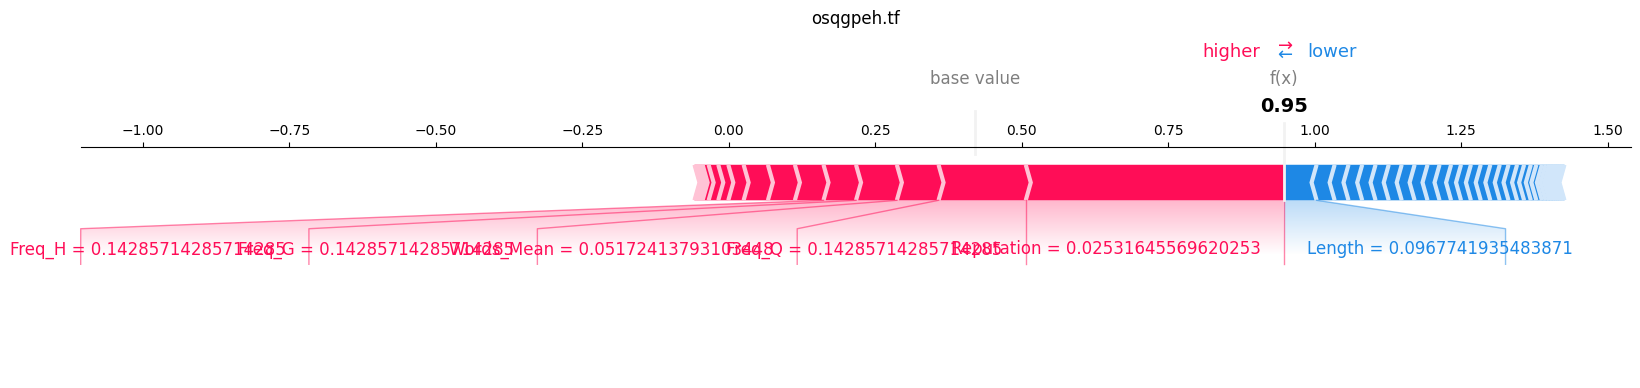 osqgpeh.tf
higher ⇄ lower
base value f(x)
0.95
−1.00 −0.75 −0.50 −0.25 0.00 0.25 0.50 0.75 1.00 1.25 1.50
Freq_H = 0.14285714285714285 Freq_G = 0.14285714285714285 Words_Mean = 0.05172413793103448 Freq_Q = 0.14285714285714285 Reputation = 0.02531645569620253 Length = 0.0967741935483871